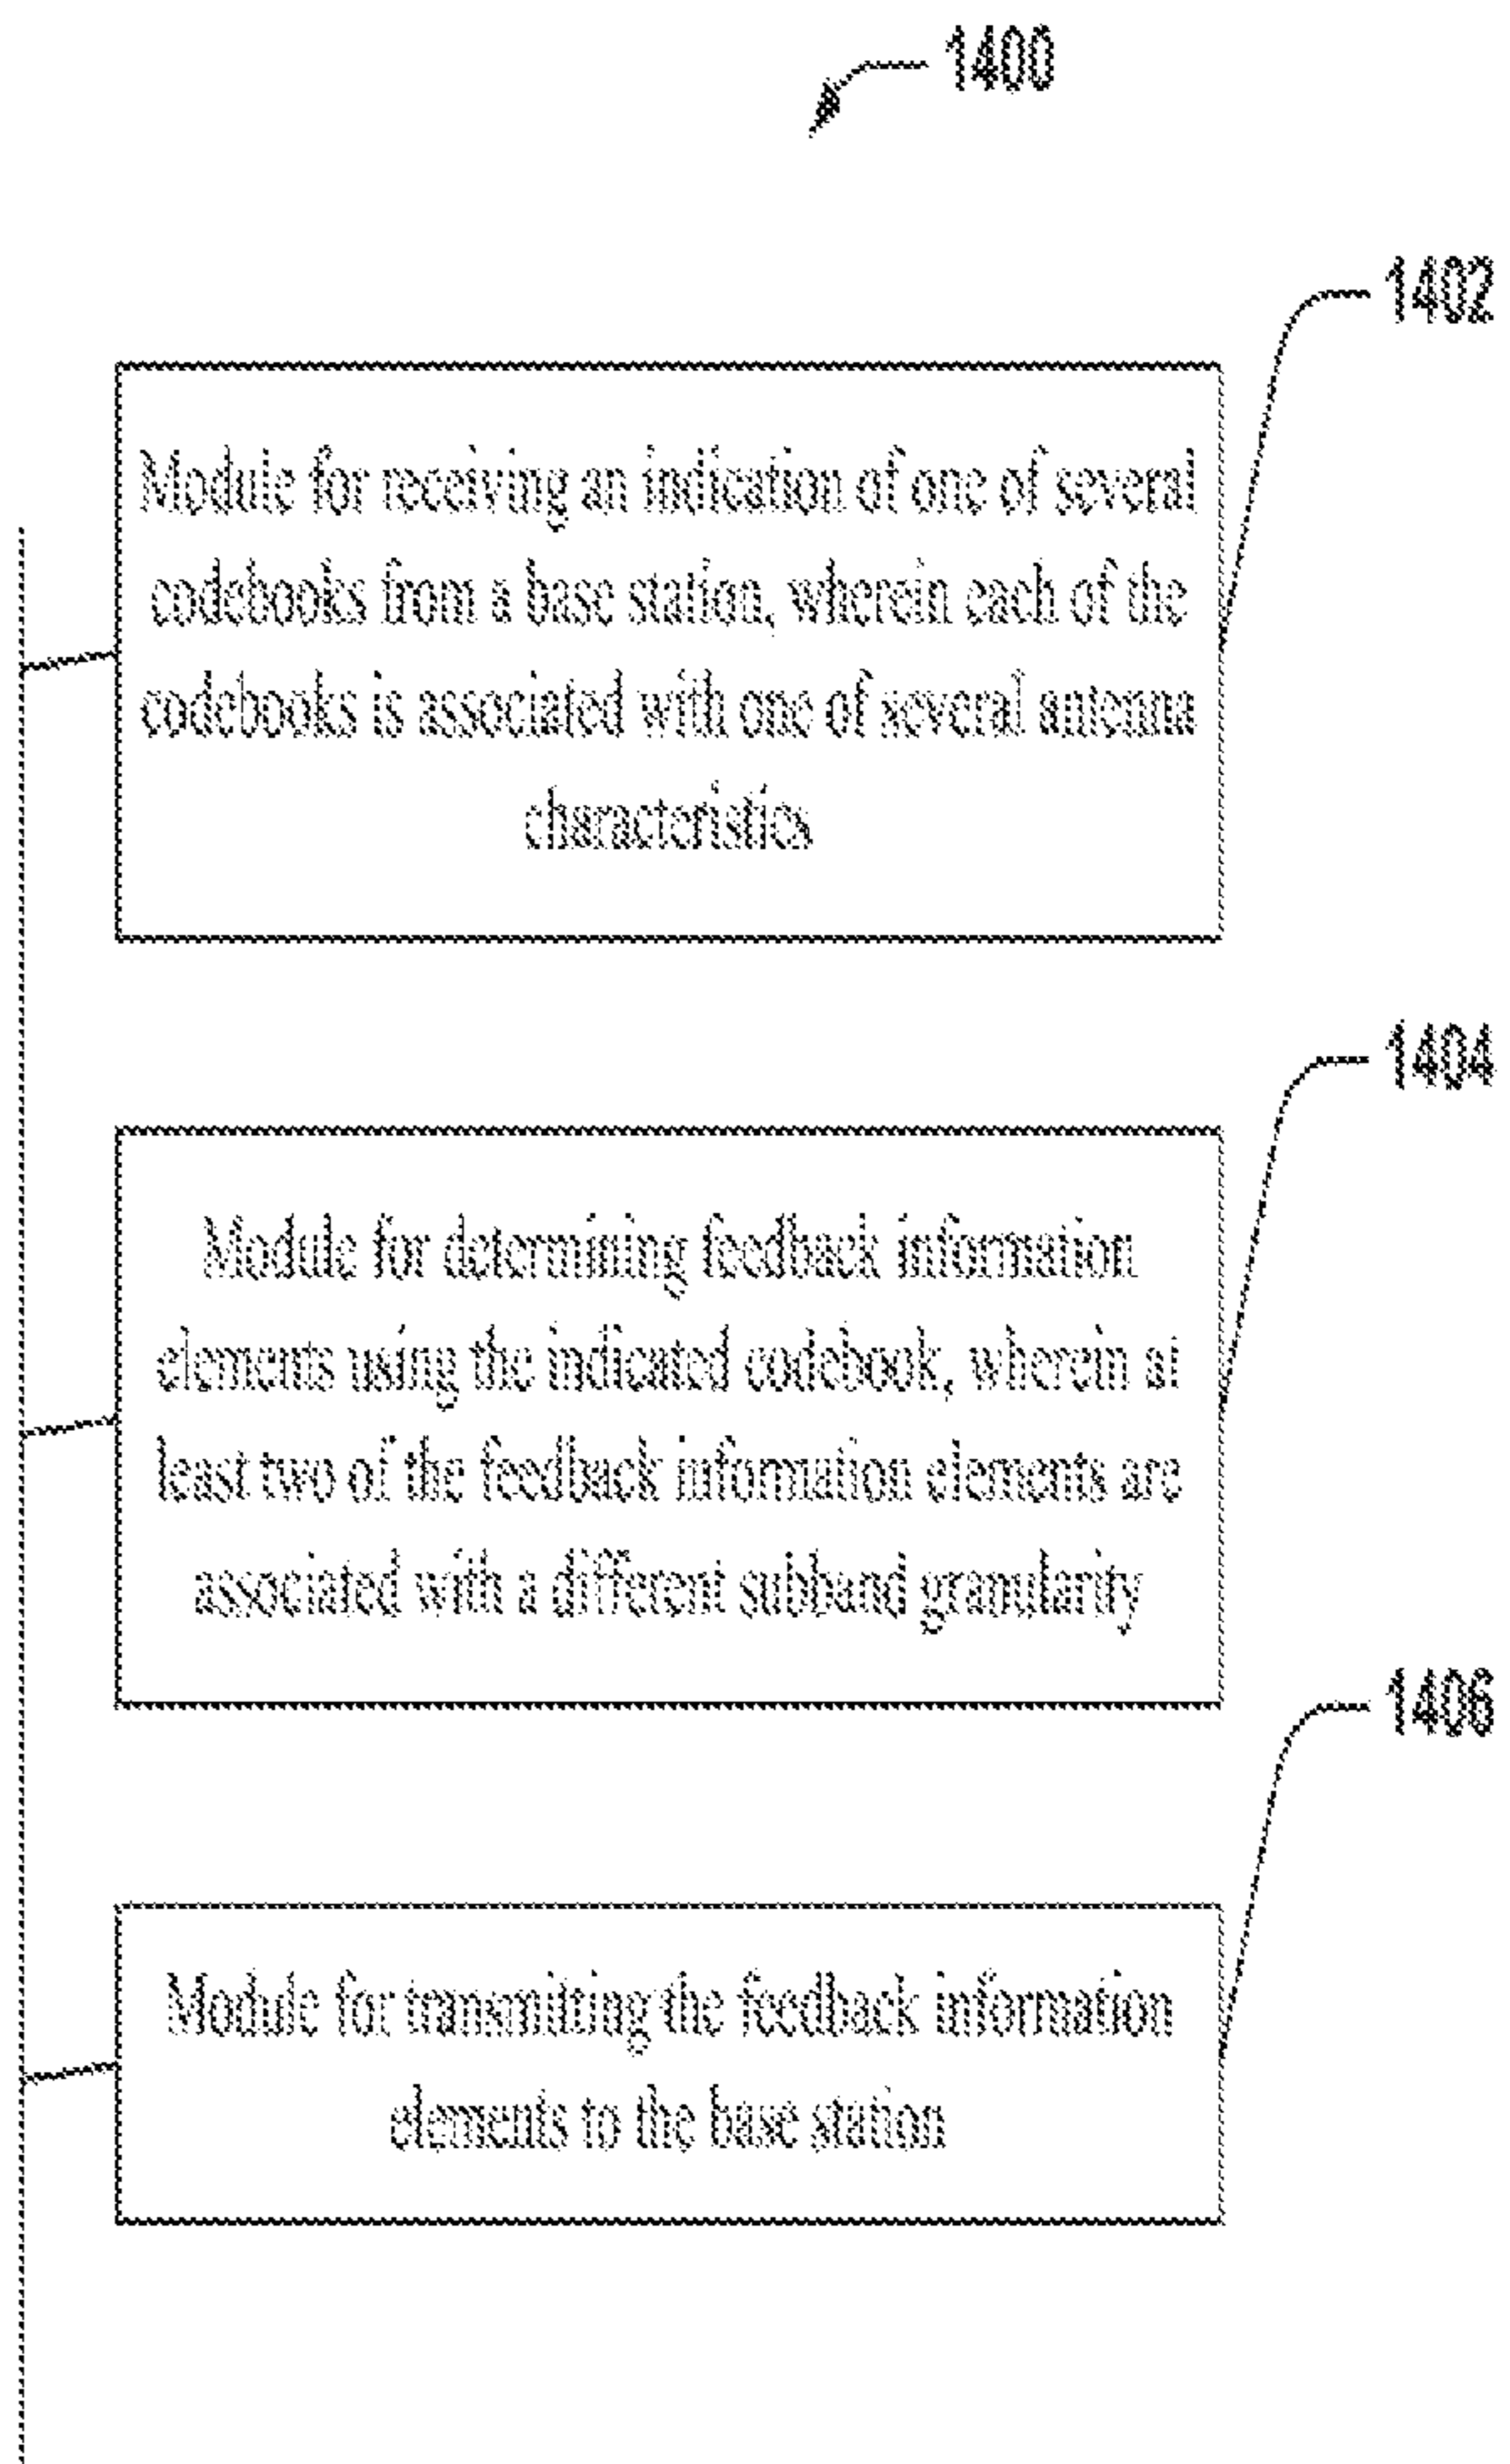 1400
1402
Module for receiving an indication of one of several
codebooks from a base station, wherein each of the
codebooks is associated with one of several antenna
characteristics
1404
Module for determining feedback information
elements using the indicated codebook, wherein at
least two of the feedback information elements are
associated with a different subband granularity
1406
Module for transmitting the feedback information
elements to the base station